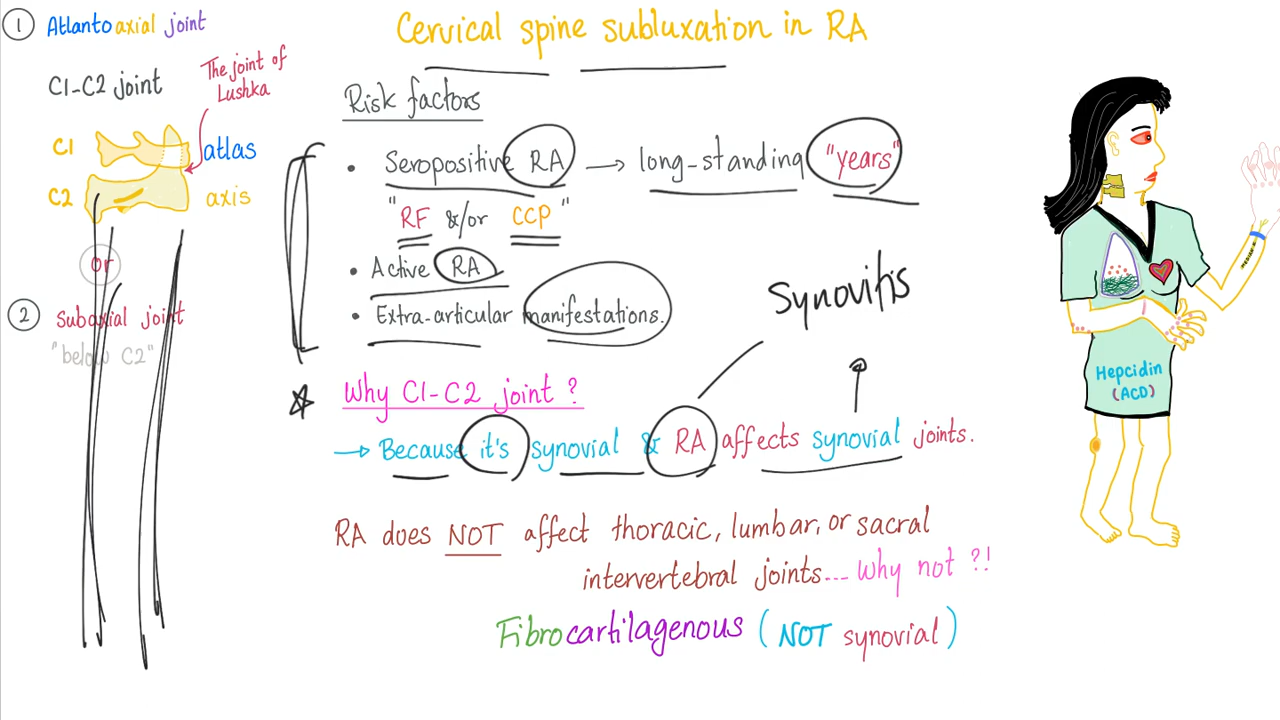 1 Atlantoaxial joint
C1-C2 joint
The joint of
Lushka
C1
atlas
C2
axis
or
2 Subaxial joint
"below C2"
Cervical spine subluxation in RA
Risk factors
• Seropositive RA → long-standing "years"
"RF &/or CCP"
• Active RA
• Extra-articular manifestations.
Synovitis
Why C1-C2 joint?
→ Because it's synovial & RA affects synovial joints.
RA does NOT affect thoracic, lumbar, or sacral
intervertebral joints... Why not?!
Fibrocartilagenous (NOT synovial)
Hepcidin
(ACD)